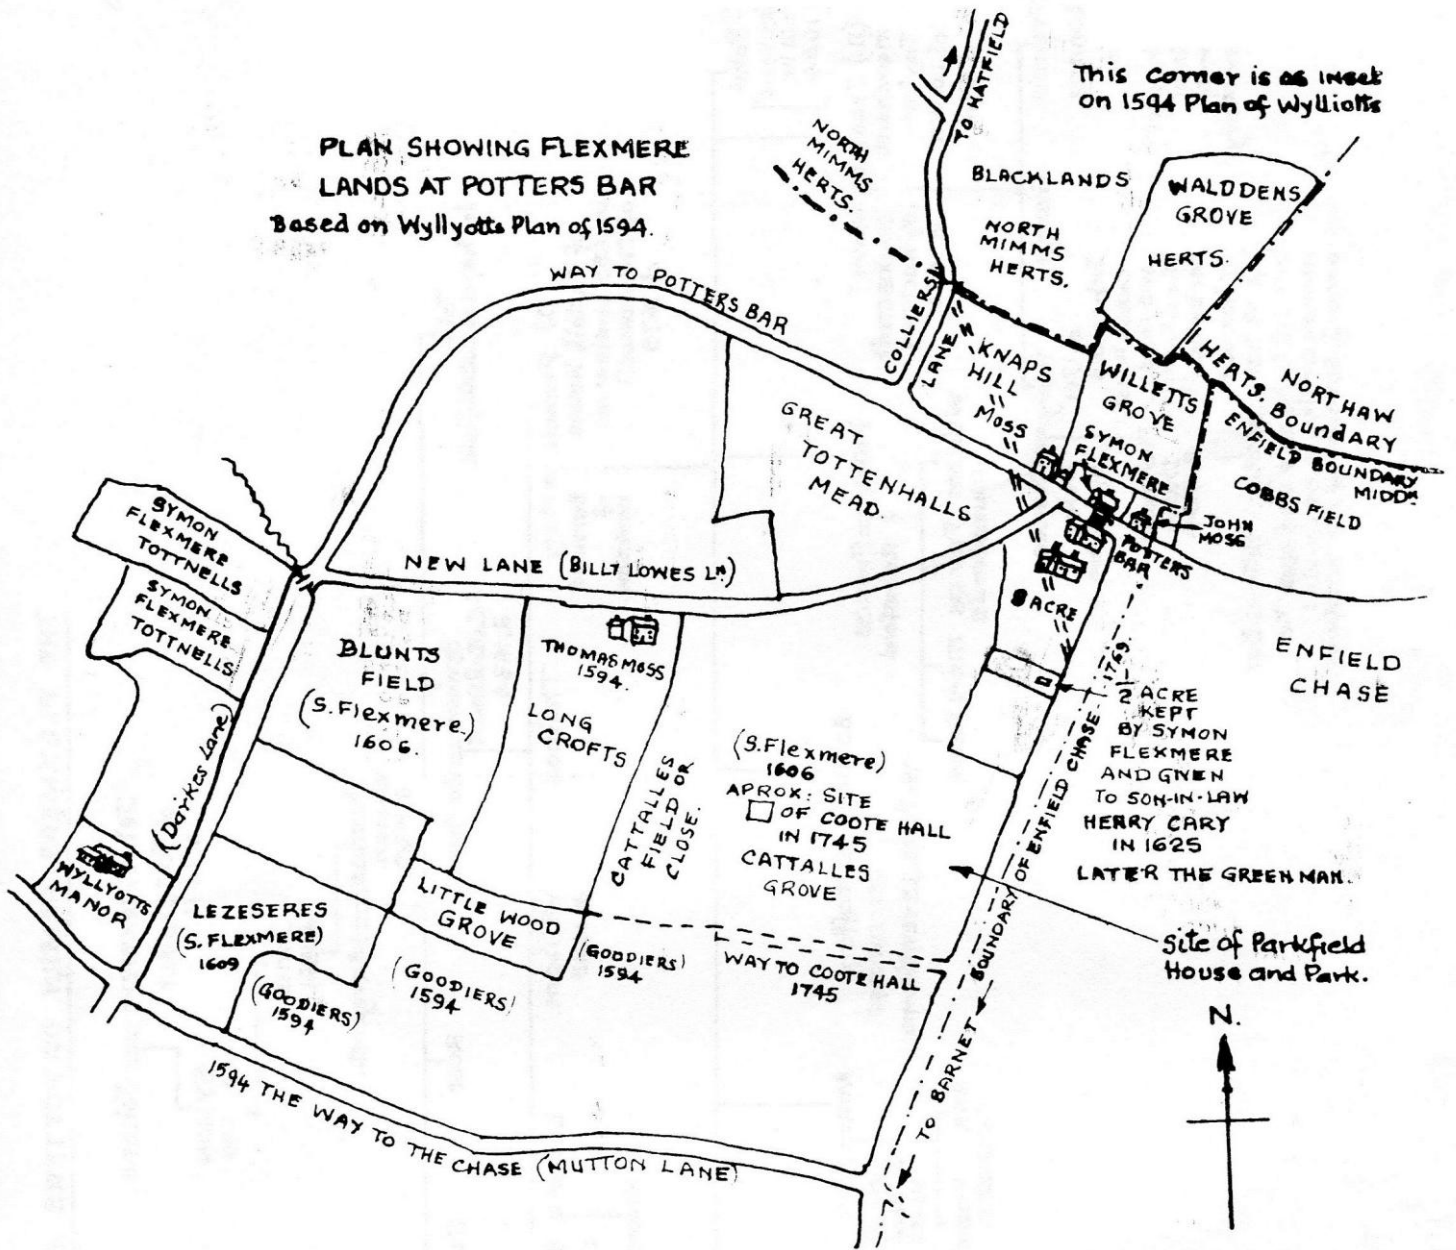 PLAN SHOWING FLEXMERE
LANDS AT POTTERS BAR
Based on Wyllyotts Plan of 1594.
This Corner is as inset
on 1594 Plan of Wylliotts
TO HATFIELD
NORTH
MIMMS
HERTS.
BLACKLANDS
NORTH
MIMMS
HERTS.
WALDDENS
GROVE
HERTS.
WAY TO POTTERS BAR
COLLIERS
LANE
KNAPS
HILL
MOSS
WILLETTS
GROVE
SYMON
FLEXMERE
HERTS.
NORTHAW
Boundary
ENFIELD BOUNDARY
MIDDX
COBBS FIELD
JOHN
MOSS
POTTERS
BAR
GREAT
TOTTENHALLS
MEAD.
NEW LANE (BILLY LOWES LN)
SYMON
FLEXMERE
TOTTNELLS
SYMON
FLEXMERE
TOTTNELLS
BLUNTS
FIELD
(S.Flexmere.)
1606.
THOMAS MOSS
1594.
LONG
CROFTS
CATTALLES
FIELD OR
CLOSE.
(S.Flexmere)
1606
APROX: SITE
OF COOTE HALL
IN 1745
CATTALLES
GROVE
8 ACRE
ENFIELD
CHASE
1769.
1/2 ACRE
KEPT
BY SYMON
FLEXMERE
AND GIVEN
TO SON-IN-LAW
HENRY CARY
IN 1625
LATER THE GREEN MAN.
BOUNDARY OF ENFIELD CHASE
Site of Parkfield
House and Park.
(Darkes Lane)
WYLLYOTTS
MANOR
LEZESERES
(S. FLEXMERE)
1609
(GOODIERS)
1594
LITTLE WOOD
GROVE
(GOODIERS)
1594
(GOODIERS)
1594
WAY TO COOTE HALL
1745
TO BARNET
1594 THE WAY TO THE CHASE (MUTTON LANE)
N.